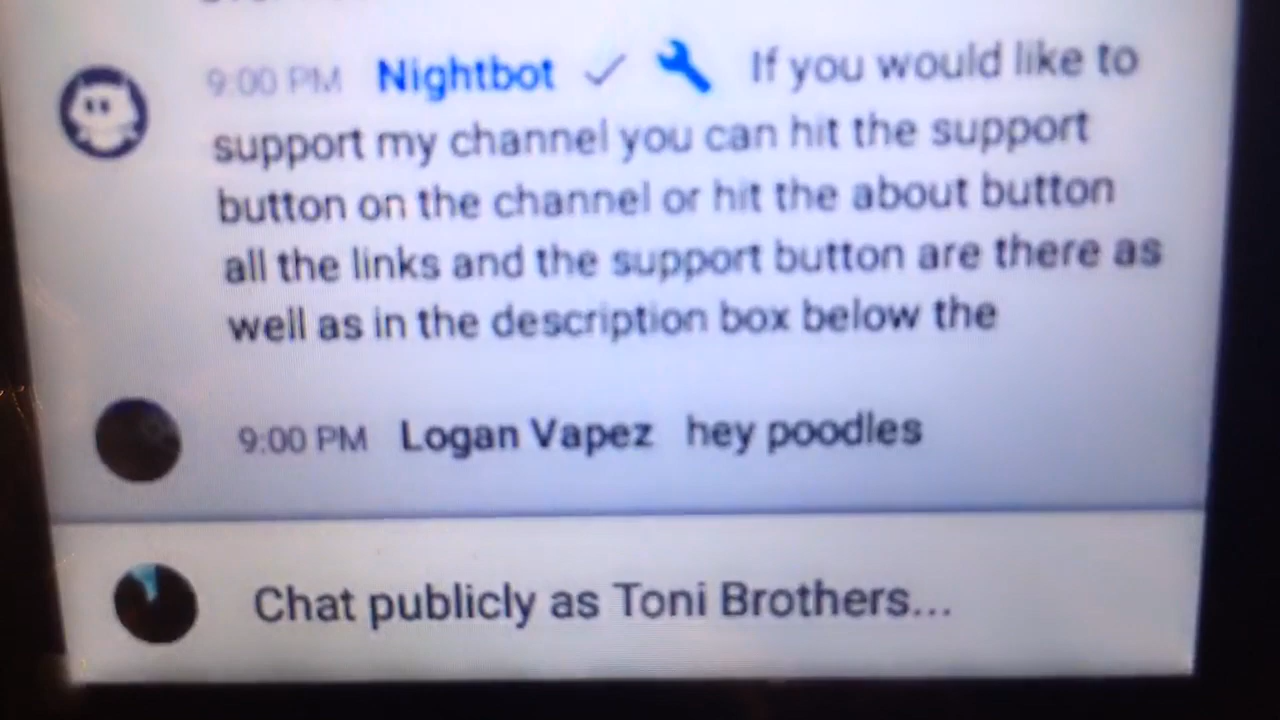 9:00 PM Nightbot If you would like to
support my channel you can hit the support
button on the channel or hit the about button
all the links and the support button are there as
well as in the description box below the
9:00 PM Logan Vapez hey poodles
Chat publicly as Toni Brothers...